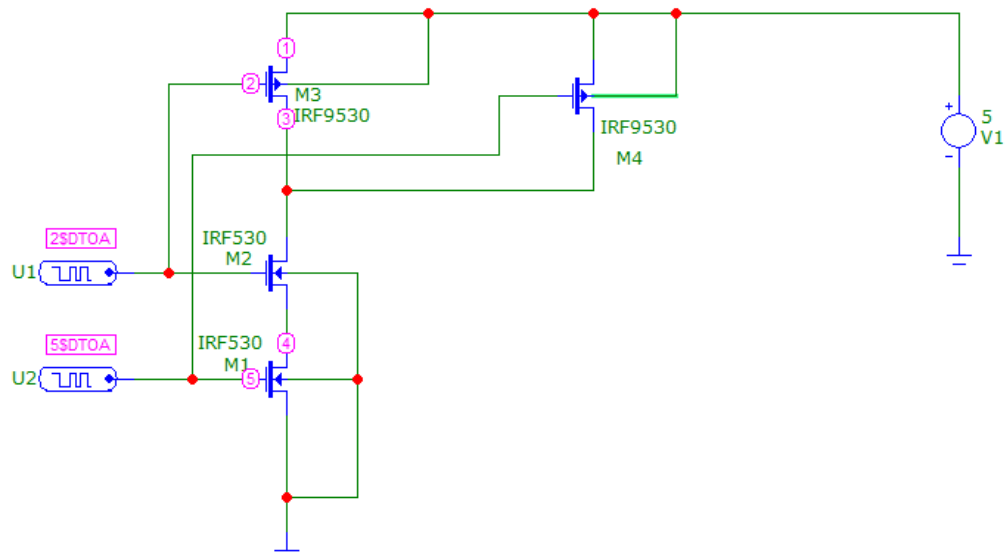 1
2
M3
IRF9530
3
IRF9530
M4
+
5
V1
-
2$DTOA
U1
IRF530
M2
5$DTOA
U2
IRF530
M1
4
5